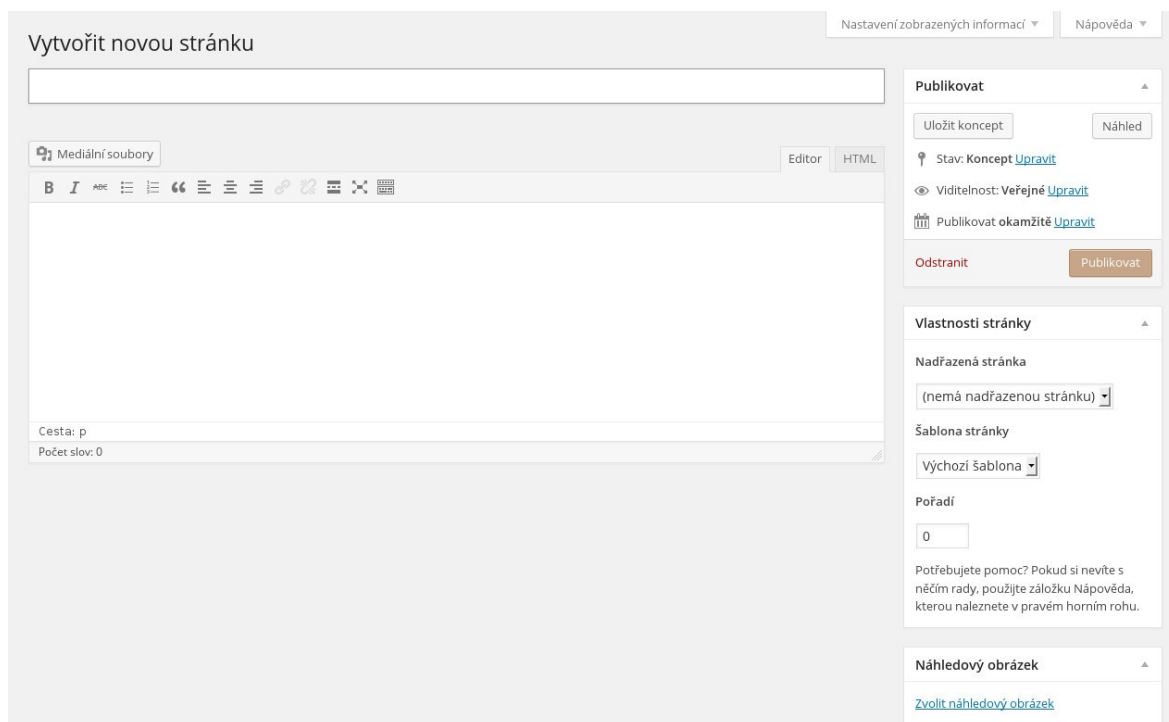 Nastavení zobrazených informací
Nápověda
Vytvořit novou stránku
Mediální soubory
Editor
HTML
B I ABC
Cesta: p
Počet slov: 0
Publikovat
Uložit koncept
Náhled
Stav: Koncept Upravit
Viditelnost: Veřejné Upravit
Publikovat okamžitě Upravit
Odstranit
Publikovat
Vlastnosti stránky
Nadřazená stránka
(nemá nadřazenou stránku)
Šablona stránky
Výchozí šablona
Pořadí
0
Potřebujete pomoc? Pokud si nevíte s
něčím rady, použijte záložku Nápověda,
kterou naleznete v pravém horním rohu.
Náhledový obrázek
Zvolit náhledový obrázek